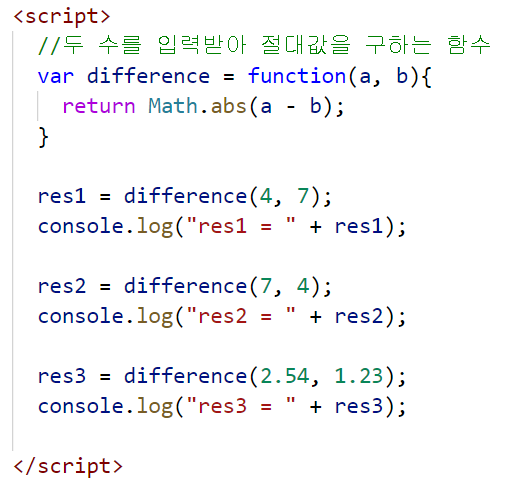 <script>
//두 수를 입력받아 절대값을 구하는 함수
var difference = function(a, b){
return Math.abs(a - b);
}
res1 = difference(4, 7);
console.log("res1 = " + res1);
res2 = difference(7, 4);
console.log("res2 = " + res2);
res3 = difference(2.54, 1.23);
console.log("res3 = " + res3);
</script>